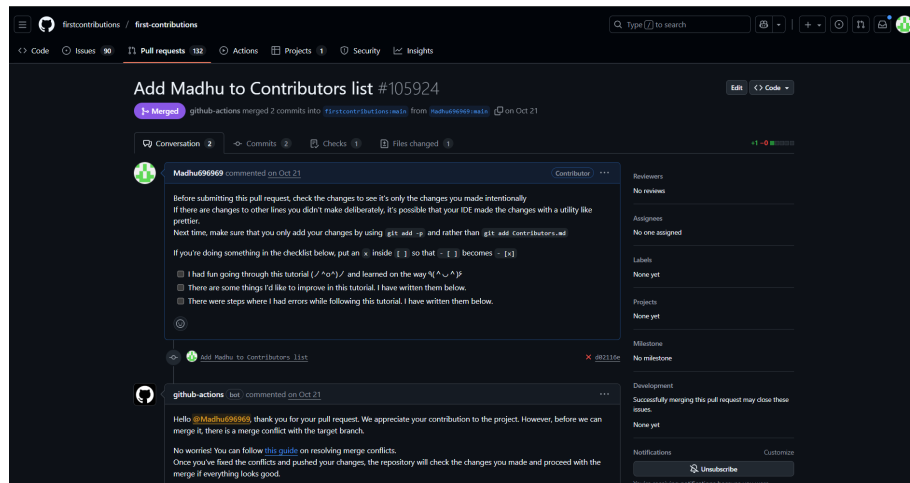 firstcontributions / first-contributions
Type / to search
Code
Issues 90
Pull requests 132
Actions
Projects 1
Security
Insights
Add Madhu to Contributors list #105924
Edit
Code
Merged
github-actions merged 2 commits into firstcontributions:main from Madhu696969:main on Oct 21
Conversation 2
Commits 2
Checks 1
Files changed 1
+1 −0
Madhu696969 commented on Oct 21
Contributor
Before submitting this pull request, check the changes to see it's only the changes you made intentionally
If there are changes to other lines you didn't make deliberately, it's possible that your IDE made the changes with a utility like
prettier.
Next time, make sure that you only add your changes by using git add -p and rather than git add Contributors.md
If you're doing something in the checklist below, put an x inside [ ] so that - [ ] becomes - [x]
I had fun going through this tutorial (ﾉ^o^)ﾉ and learned on the way ٩(^ ᴗ ^)۶
There are some things I'd like to improve in this tutorial. I have written them below.
There were steps where I had errors while following this tutorial. I have written them below.
Add Madhu to Contributors list
d02116e
github-actions bot commented on Oct 21
Hello @Madhu696969, thank you for your pull request. We appreciate your contribution to the project. However, before we can
merge it, there is a merge conflict with the target branch.
No worries! You can follow this guide on resolving merge conflicts.
Once you've fixed the conflicts and pushed your changes, the repository will check the changes you made and proceed with the
merge if everything looks good.
Reviewers
No reviews
Assignees
No one assigned
Labels
None yet
Projects
None yet
Milestone
No milestone
Development
Successfully merging this pull request may close these
issues.
None yet
Notifications
Customize
Unsubscribe